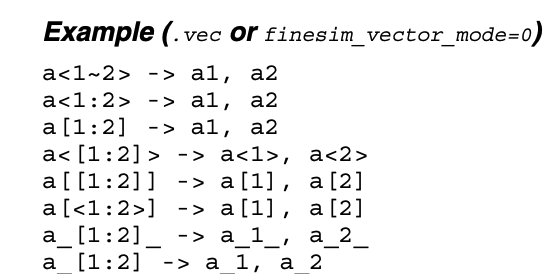 Example (.vec or finesim_vector_mode=0)
a<1~2> -> a1, a2
a<1:2> -> a1, a2
a[1:2] -> a1, a2
a<[1:2]> -> a<1>, a<2>
a[[1:2]] -> a[1], a[2]
a[<1:2>] -> a[1], a[2]
a_[1:2]_ -> a_1_, a_2_
a_[1:2] -> a_1, a_2